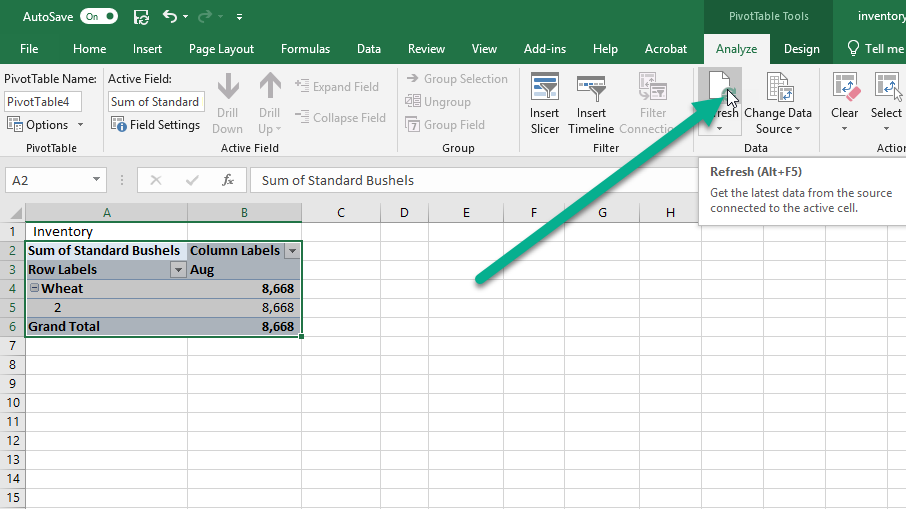 AutoSave On PivotTable Tools inventory
File Home Insert Page Layout Formulas Data Review View Add-ins Help Acrobat Analyze Design Tell me
PivotTable Name:
PivotTable4
Options
PivotTable
Active Field:
Sum of Standard
Field Settings
Drill
Down
Drill
Up
Expand Field
Collapse Field
Active Field
Group Selection
Ungroup
7 Group Field
Group
Insert
Slicer
Insert
Timeline
Filter
Connectio
Filter
fresh
Change Data
Source
Data
Clear
Select
Action
Refresh (Alt+F5)
Get the latest data from the source
connected to the active cell.
A2 fx Sum of Standard Bushels
A B C D E F G H
1 Inventory
2 Sum of Standard Bushels Column Labels
3 Row Labels Aug
4 Wheat 8,668
5 2 8,668
6 Grand Total 8,668
7
8
9
10
11
12
13
14
15